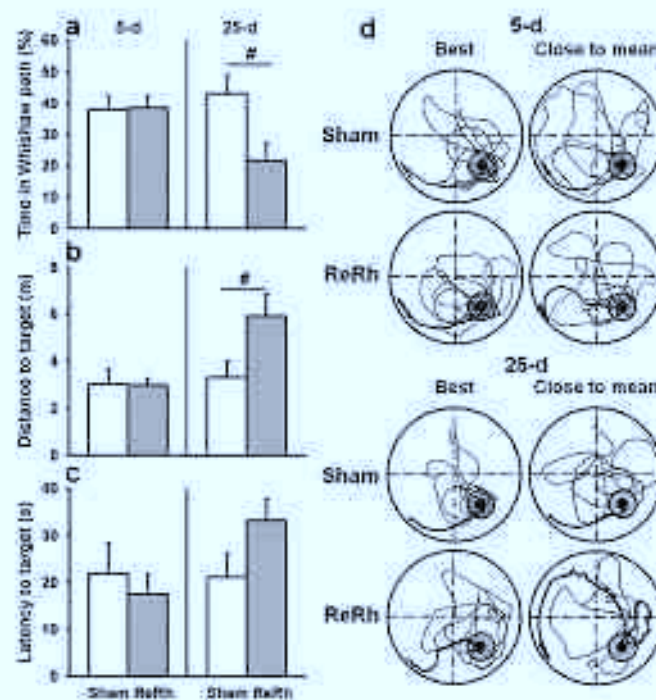 a
5-d
25-d
#
Time in Whishaw path (%)
60
50
40
30
20
10
0
b
#
Distance to target (m)
8
6
4
2
0
c
Latency to target (s)
40
30
20
10
0
Sham ReRh
Sham ReRh
d
5-d
Best
Close to mean
Sham
ReRh
25-d
Best
Close to mean
Sham
ReRh